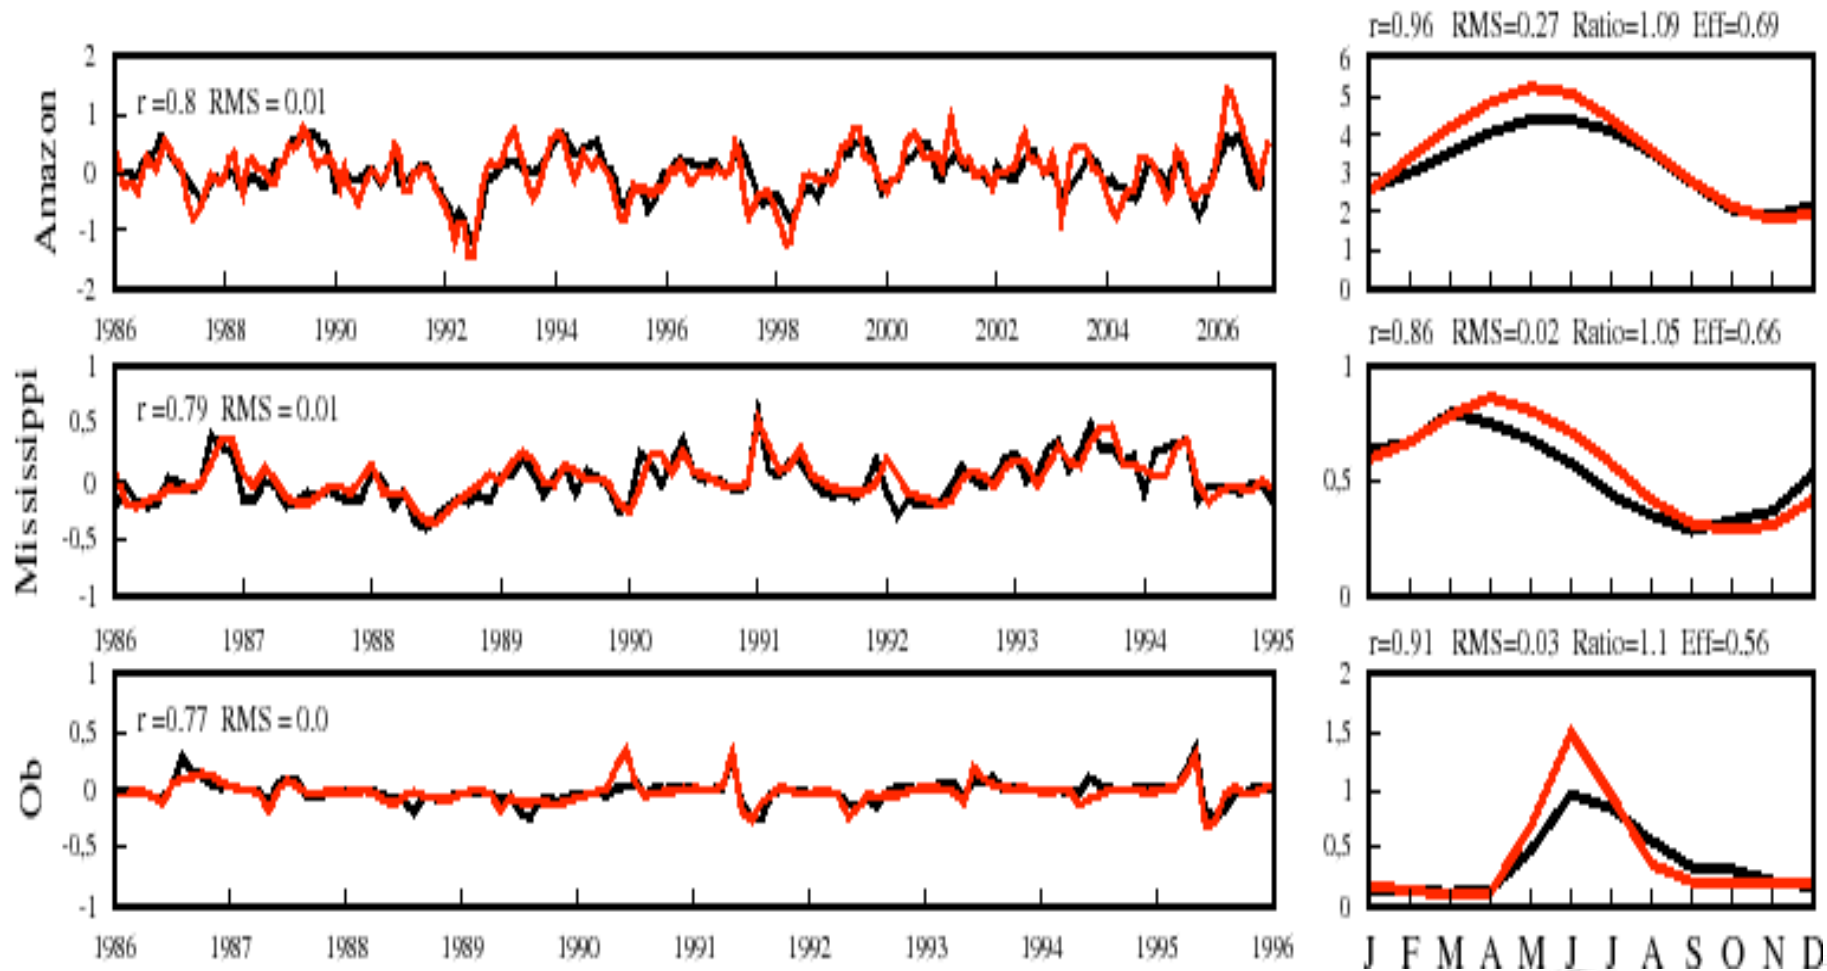 r=0.96 RMS=0.27 Ratio=1.09 Eff=0.69
Amazon
2
1
0
-1
-2
r =0.8 RMS = 0.01
6
5
4
3
2
1
0
1986 1988 1990 1992 1994 1996 1998 2000 2002 2004 2006
r=0.86 RMS=0.02 Ratio=1.05 Eff=0.66
Mississippi
1
0.5
0
-0.5
-1
r =0.79 RMS = 0.01
1
0.5
0
1986 1987 1988 1989 1990 1991 1992 1993 1994 1995
r=0.91 RMS=0.03 Ratio=1.1 Eff=0.56
Ob
1
0.5
0
-0.5
-1
r =0.77 RMS = 0.0
2
1.5
1
0.5
0
1986 1987 1988 1989 1990 1991 1992 1993 1994 1995 1996
J F M A M J J A S O N D